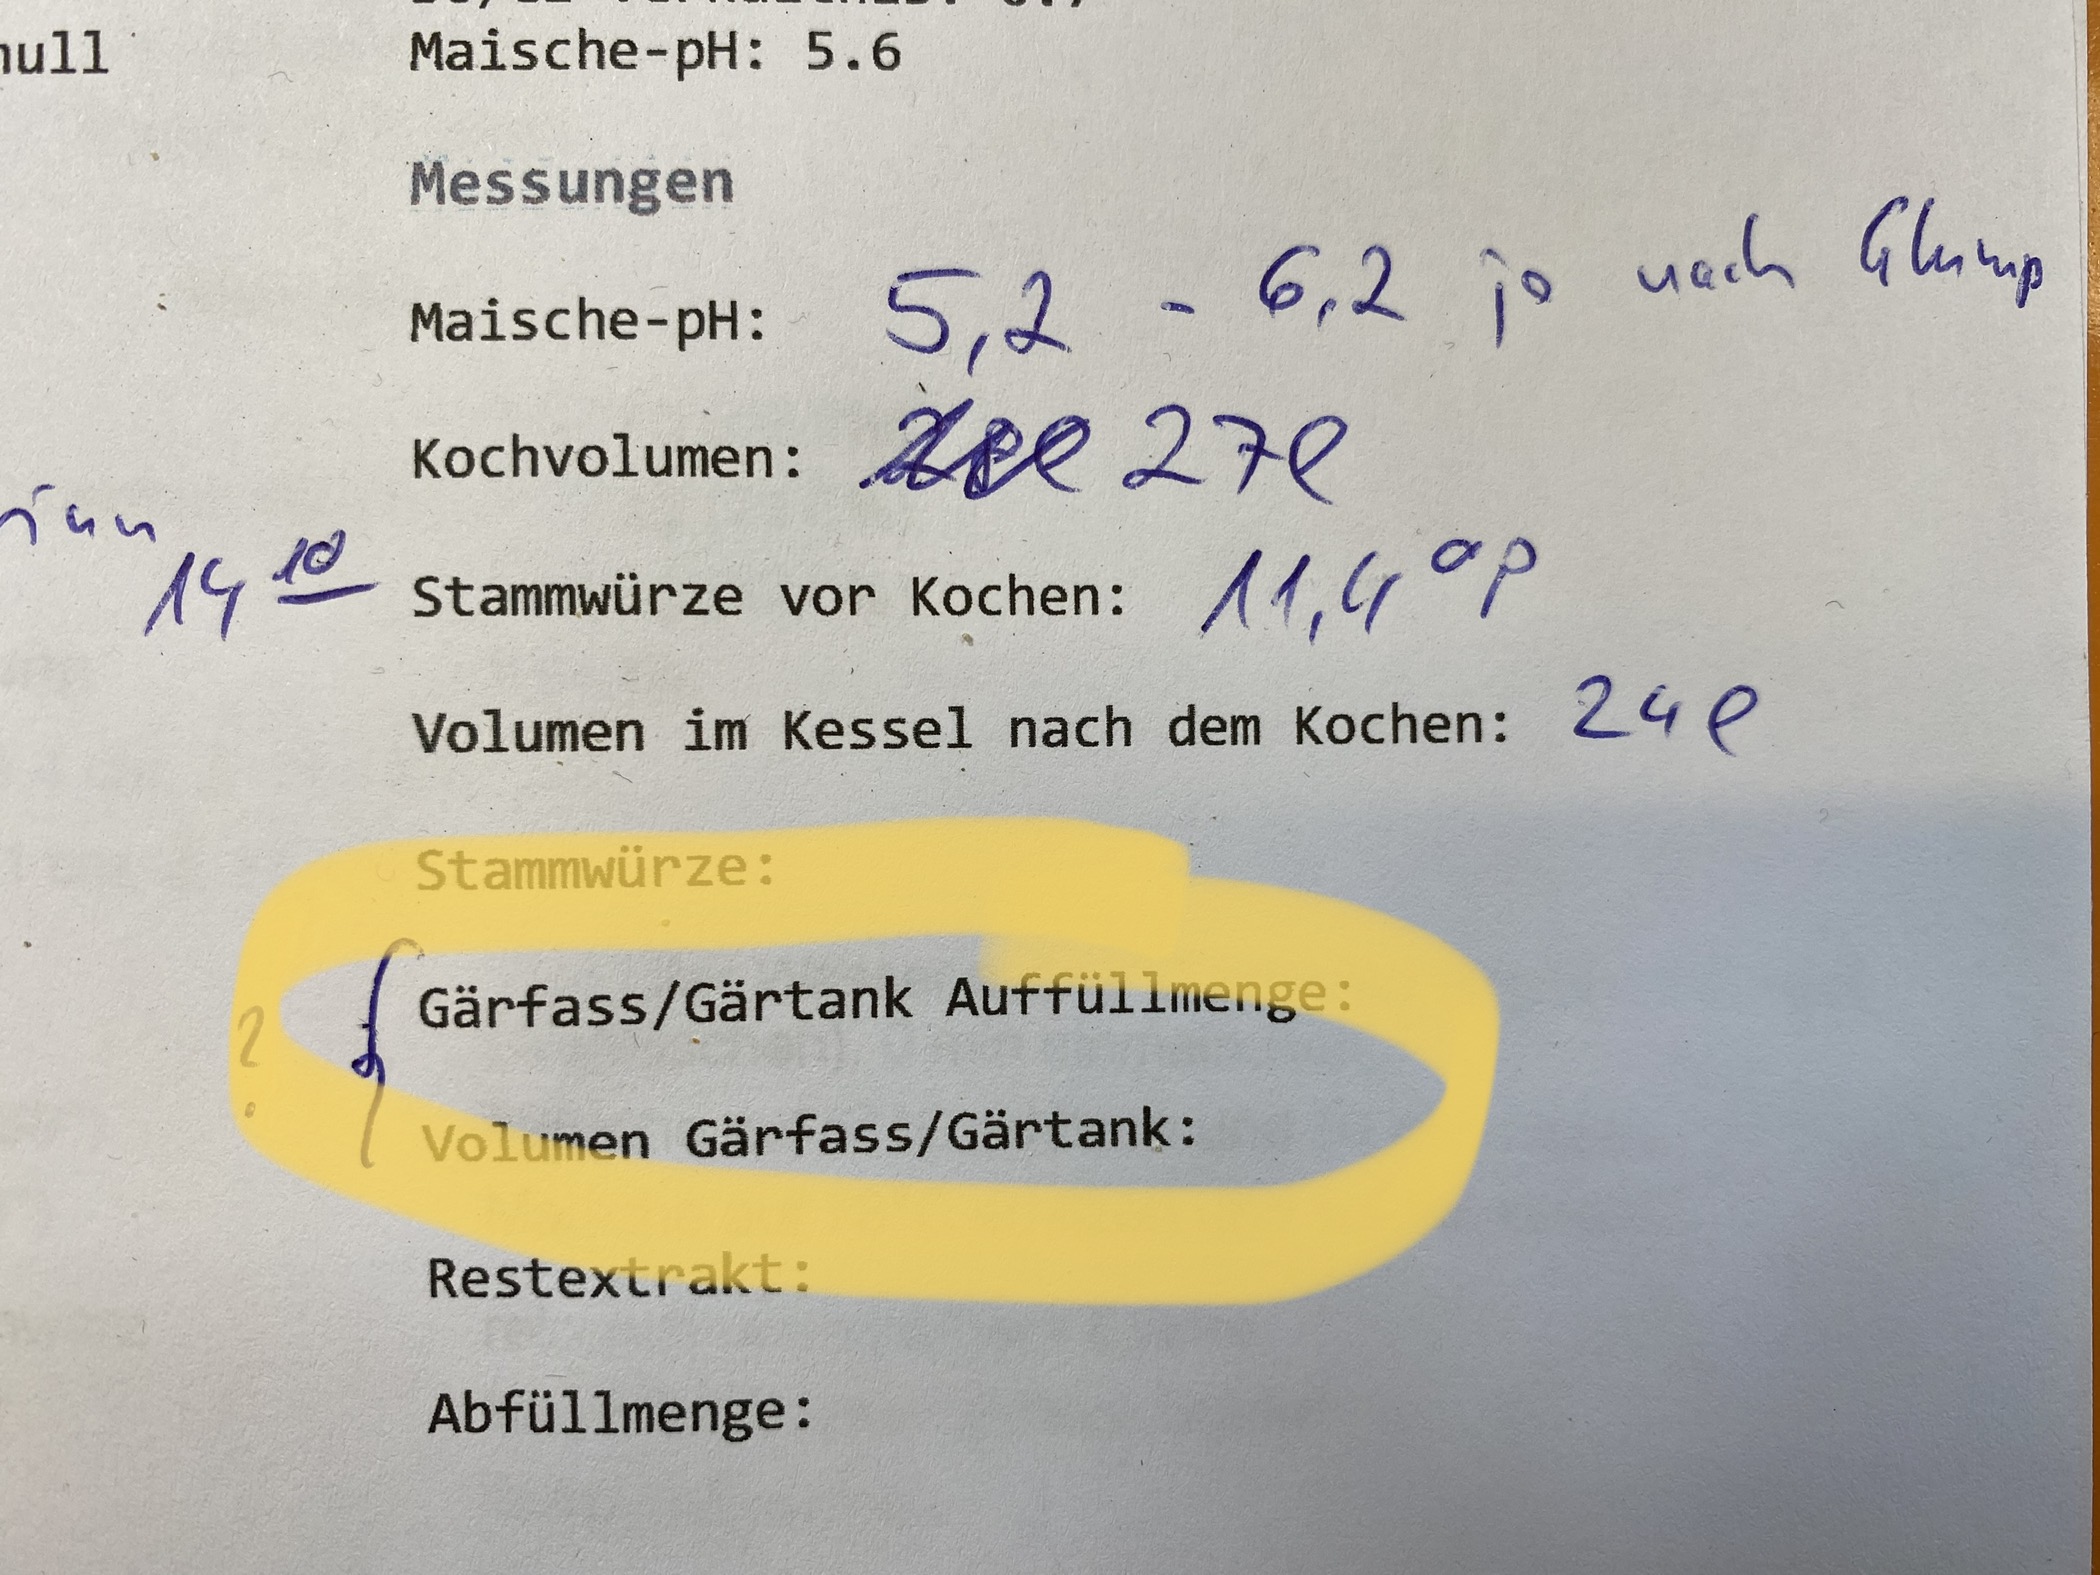 Maische-pH: 5.6
null
Messungen
Maische-pH: 5,2 - 6,2 je nach Glump
Kochvolumen: 27l
14 10
Stammwürze vor Kochen: 11,4 °P
Volumen im Kessel nach dem Kochen: 24l
Stammwürze:
Gärfass/Gärtank Auffüllmenge:
?
Volumen Gärfass/Gärtank:
Restextrakt:
Abfüllmenge: